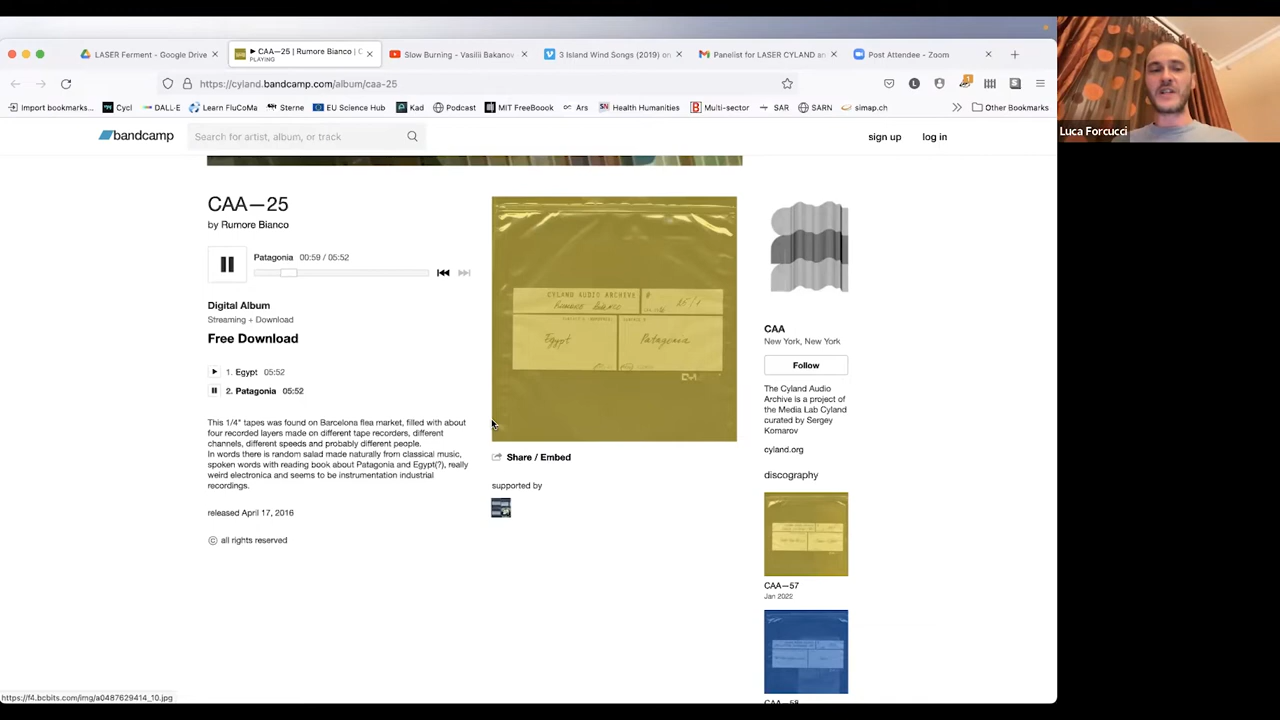 LASER Ferment - Google Drive
CAA—25 | Rumore Bianco | C
PLAYING
Slow Burning - Vasilii Bakanov
3 Island Wind Songs (2019) on
Panelist for LASER CYLAND an
Post Attendee - Zoom
https://cyland.bandcamp.com/album/caa-25
Import bookmarks...
Cycl
DALL·E
Learn FluCoMa
Sterne
EU Science Hub
Kad
Podcast
MIT FreeBoook
Ars
Health Humanities
Multi-sector
SAR
SARN
simap.ch
Other Bookmarks
Luca Forcucci
bandcamp
Search for artist, album, or track
sign up
log in
CAA—25
by Rumore Bianco
Patagonia 00:59 / 05:52
Digital Album
Streaming + Download
Free Download
1. Egypt 05:52
2. Patagonia 05:52
This 1/4" tapes was found on Barcelona flea market, filled with about
four recorded layers made on different tape recorders, different
channels, different speeds and probably different people.
In words there is random salad made naturally from classical music,
spoken words with reading book about Patagonia and Egypt(?), really
weird electronica and seems to be instrumentation industrial
recordings.
released April 17, 2016
© all rights reserved
CYLAND AUDIO ARCHIVE
#
25/1
Rumore Bianco
Egypt
Patagonia
Share / Embed
supported by
CAA
New York, New York
Follow
The Cyland Audio
Archive is a project of
the Media Lab Cyland
curated by Sergey
Komarov
cyland.org
discography
CAA—57
Jan 2022
https://f4.bcbits.com/img/a0487629414_10.jpg